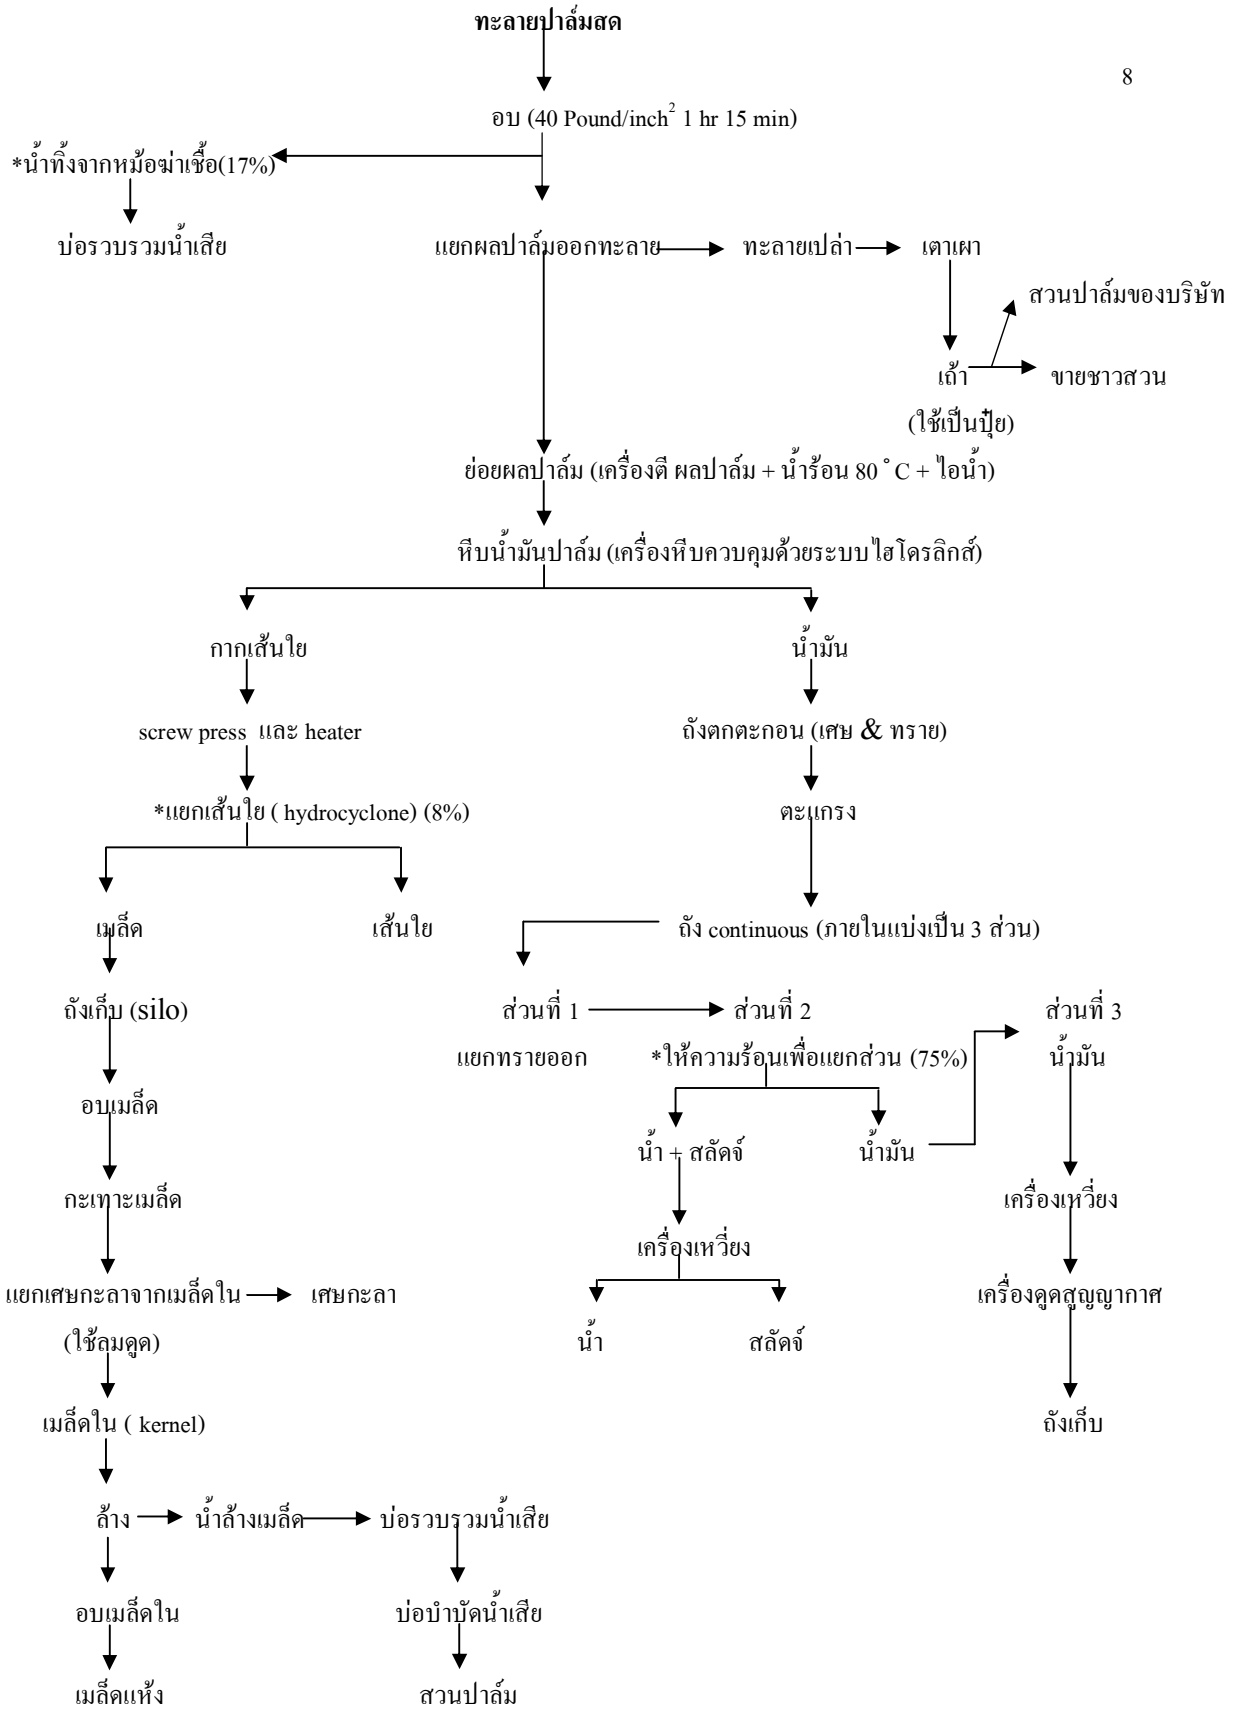 ทะลายปาล์มสด
8
อบ (40 Pound/inch² 1 hr 15 min)
*น้ำทิ้งจากหม้อฆ่าเชื้อ(17%)
บ่อรวบรวมน้ำเสีย
แยกผลปาล์มออกทะลาย
ทะลายเปล่า
เตาเผา
สวนปาล์มของบริษัท
เถ้า
ขายชาวสวน
(ใช้เป็นปุ๋ย)
ย่อยผลปาล์ม (เครื่องตี ผลปาล์ม + น้ำร้อน 80 ˚ C + ไอน้ำ)
หีบน้ำมันปาล์ม (เครื่องหีบควบคุมด้วยระบบไฮโดรลิกส์)
กากเส้นใย
น้ำมัน
screw press และ heater
ถังตกตะกอน (เศษ & ทราย)
*แยกเส้นใย ( hydrocyclone) (8%)
ตะแกรง
เมล็ด
เส้นใย
ถัง continuous (ภายในแบ่งเป็น 3 ส่วน)
ถังเก็บ (silo)
ส่วนที่ 1
ส่วนที่ 2
ส่วนที่ 3
แยกทรายออก
*ให้ความร้อนเพื่อแยกส่วน (75%)
น้ำมัน
อบเมล็ด
น้ำ + สลัดจ์
น้ำมัน
กะเทาะเมล็ด
เครื่องเหวี่ยง
เครื่องเหวี่ยง
แยกเศษกะลาจากเมล็ดใน
เศษกะลา
เครื่องดูดสูญญากาศ
(ใช้ลมดูด)
น้ำ
สลัดจ์
เมล็ดใน ( kernel)
ถังเก็บ
ล้าง
น้ำล้างเมล็ด
บ่อรวบรวมน้ำเสีย
อบเมล็ดใน
บ่อบำบัดน้ำเสีย
เมล็ดแห้ง
สวนปาล์ม